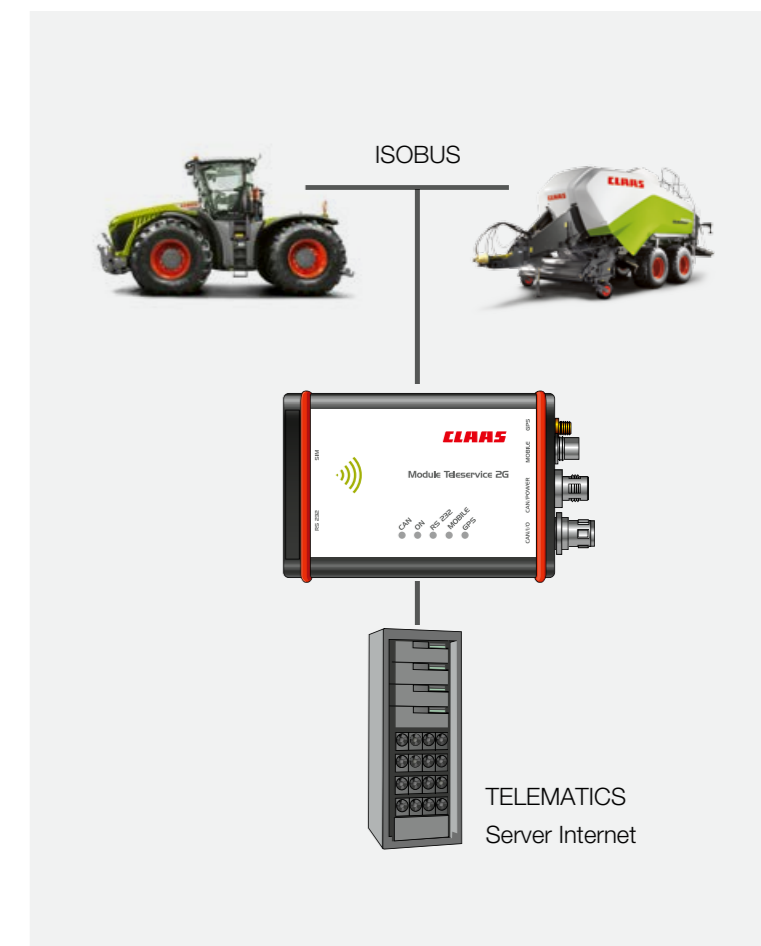 ISOBUS
CLAAS
CLAAS
CLAAS
Module Teleservice 2G
SIM
RS 232
CAN
ON
RS 232
MOBILE
GPS
GPS
MOBILE
CAN/POWER
CAN I/O
TELEMATICS
Server Internet